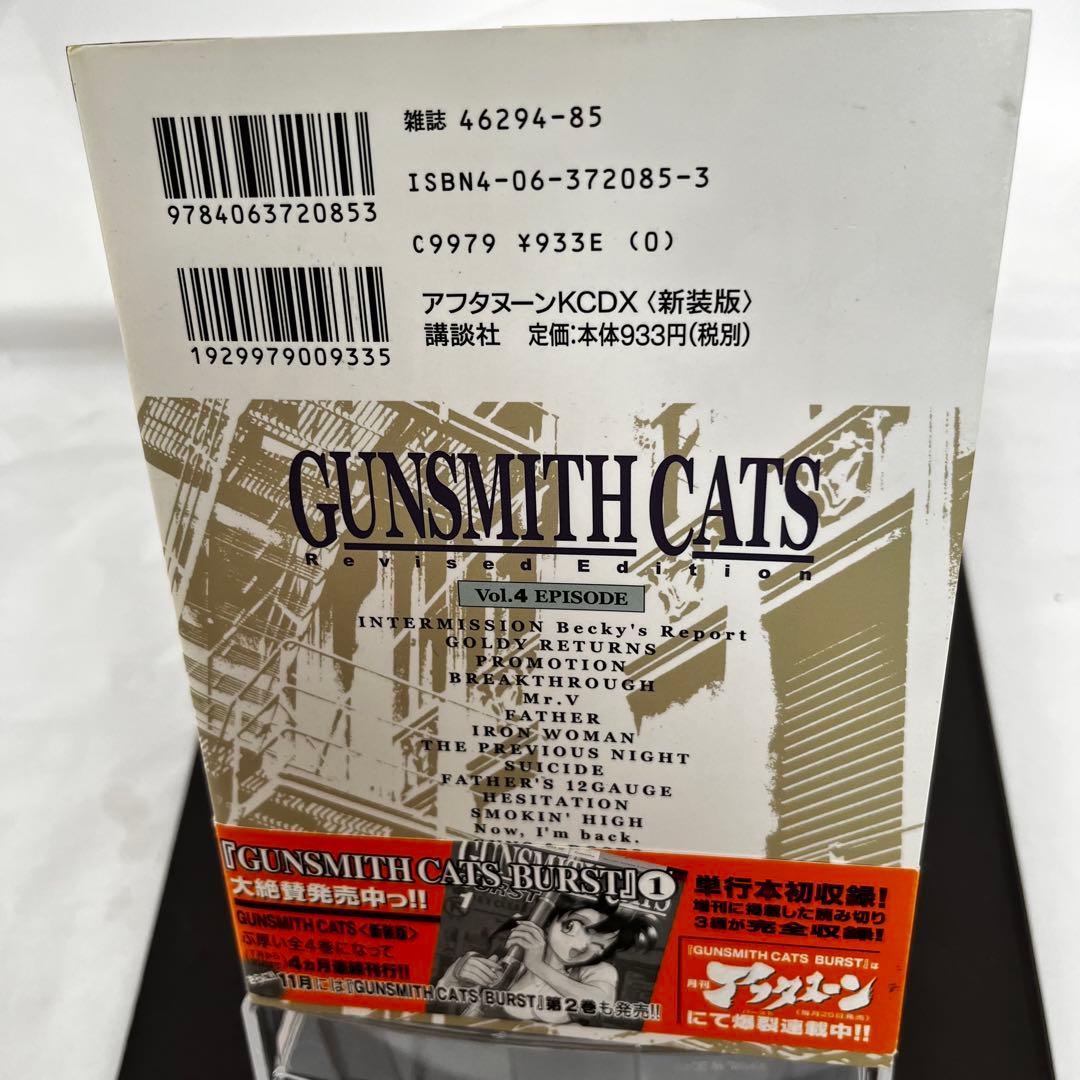 雑誌 46294-85
ISBN4-06-372085-3
9784063720853
C9979 ¥933E (0)
アフタヌーンKCDX〈新装版〉
講談社 定価:本体933円(税別)
1929979009335
GUNSMITH CATS
Revised Edition
Vol.4 EPISODE
INTERMISSION Becky's Report
GOLDY RETURNS
PROMOTION
BREAKTHROUGH
Mr.V
FATHER
IRON WOMAN
THE PREVIOUS NIGHT
SUICIDE
FATHER'S 12GAUGE
HESITATION
SMOKIN' HIGH
Now, I'm back.
『GUNSMITH CATS BURST』①
大絶賛発売中っ!!
GUNSMITH CATS〈新装版〉
ぶ厚い全4巻になって
4ヵ月連続刊行!!
11月には『GUNSMITH CATS BURST』第2巻も発売!!
1
単行本初収録!
増刊に掲載した読み切り
3編が完全収録!
『GUNSMITH CATS BURST』は
月刊
アフタヌーン
(毎月25日発売)
にて爆裂連載中!!